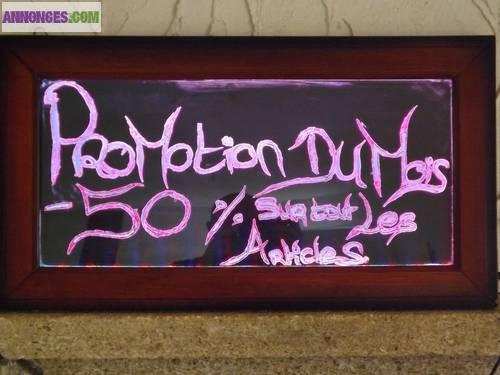 ANNONCES.COM
PROMOTION DU MOIS
-50 % SUR tout LES
ARticlES.